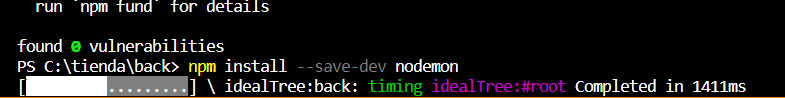 run `npm fund` for details
found 0 vulnerabilities
PS C:\tienda\back> npm install --save-dev nodemon
[ .........] \ idealTree:back: timing idealTree:#root Completed in 1411ms